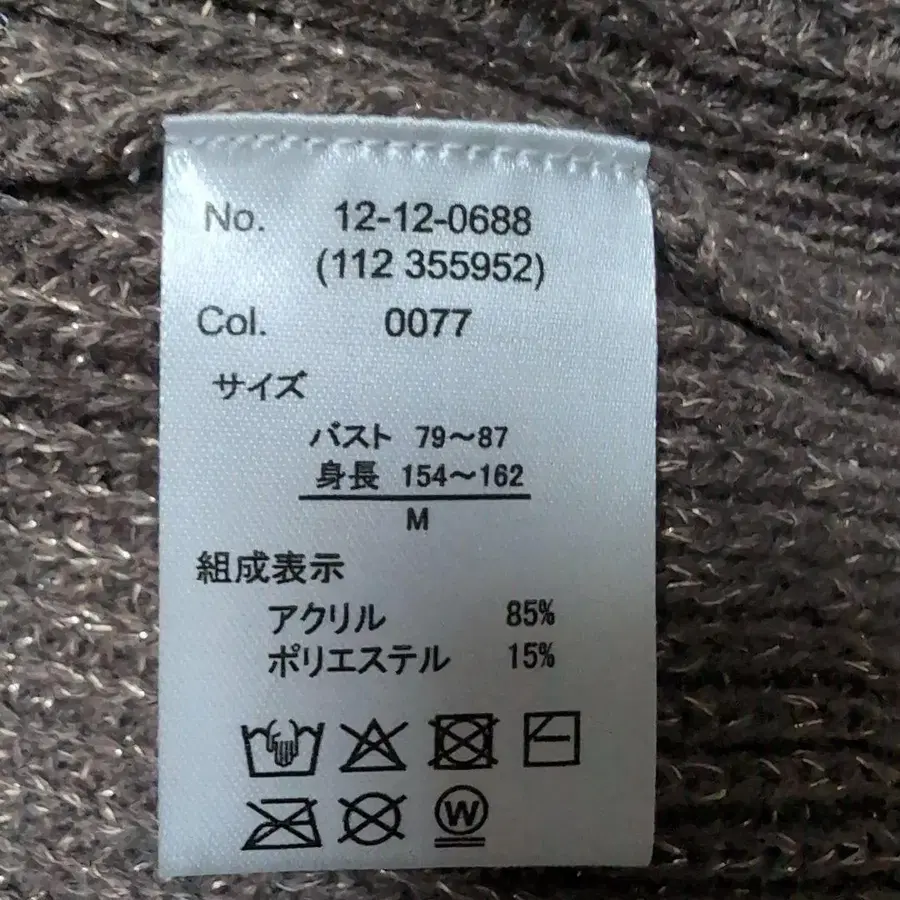 No. 12-12-0688
(112 355952)
Col. 0077
サイズ
バスト 79～87
身長 154～162
M
組成表示
アクリル 85%
ポリエステル 15%
W